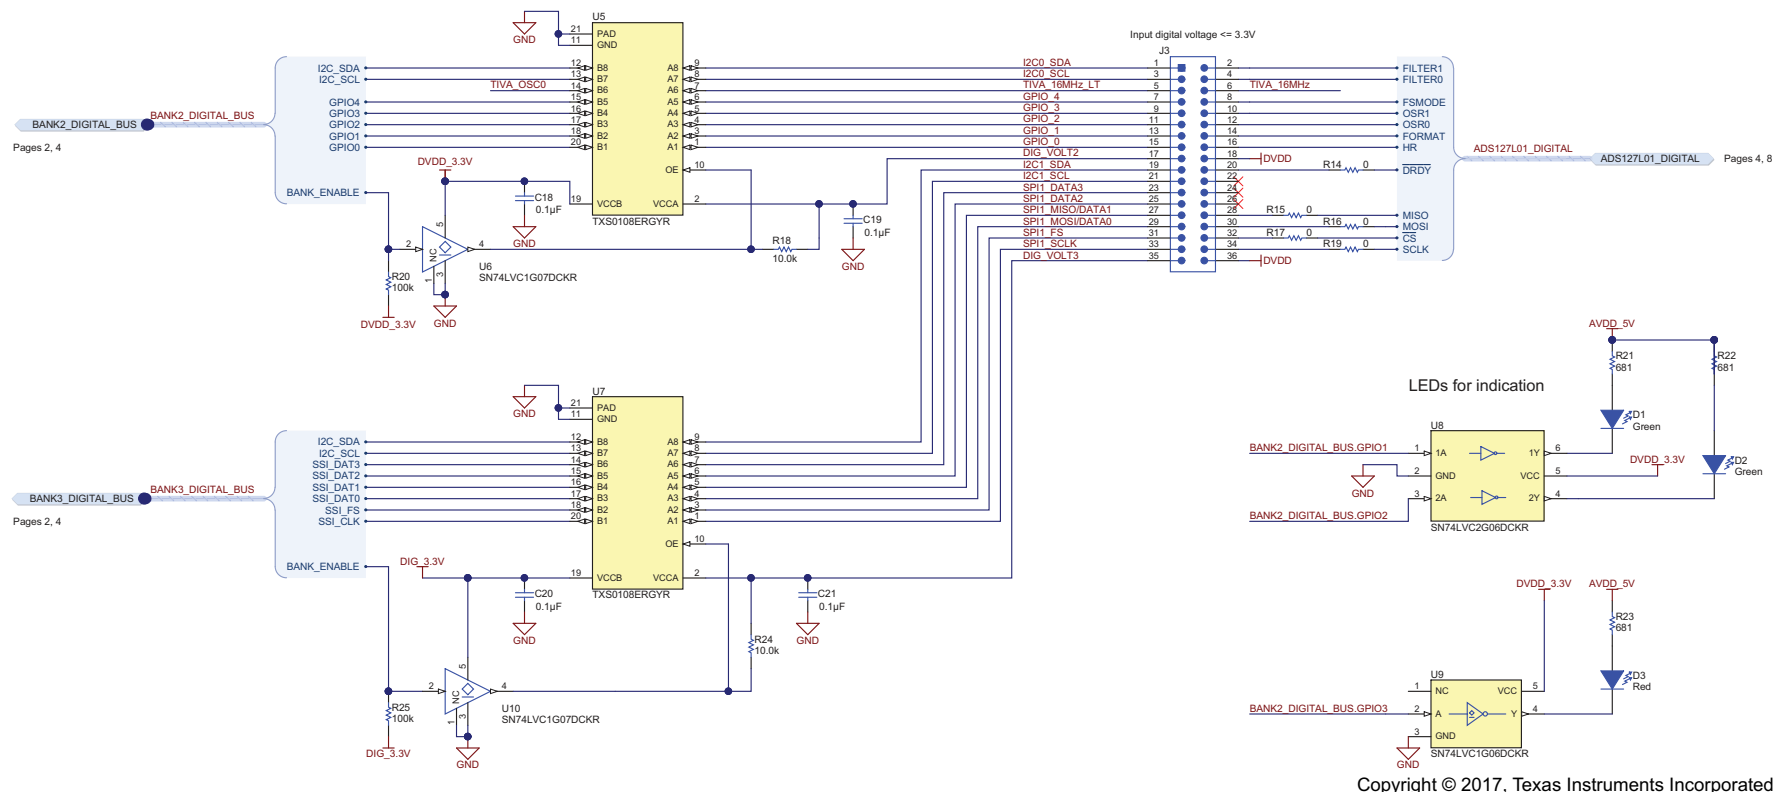 U5
21 PAD
11 GND
GND
I2C_SDA 12 B8 A8 9 I2C0_SDA
I2C_SCL 13 B7 A7 8 I2C0_SCL
TIVA_OSC0 14 B6 A6 7 TIVA_16MHz_LT
GPIO4 15 B5 A5 6 GPIO_4
GPIO3 16 B4 A4 5 GPIO_3
GPIO2 17 B3 A3 4 GPIO_2
GPIO1 18 B2 A2 3 GPIO_1
GPIO0 20 B1 A1 1 GPIO_0
OE 10
19 VCCB VCCA 2
TXS0108ERGYR
BANK2_DIGITAL_BUS
BANK2_DIGITAL_BUS
Pages 2, 4
BANK_ENABLE
DVDD_3.3V
C18
0.1µF
GND
C19
0.1µF
GND
R18
10.0k
2 NC 5 4 1 3
U6
SN74LVC1G07DCKR
R20
100k
DVDD_3.3V
GND
Input digital voltage <= 3.3V
J3
1 2 FILTER1
3 4 FILTER0
5 6 TIVA_16MHz
7 8 FSMODE
9 10 OSR1
11 12 OSR0
13 14 FORMAT
15 16 HR
DIG_VOLT2 17 18 DVDD
I2C1_SDA 19 20 R14 0 DRDY
I2C1_SCL 21 22
SPI1_DATA3 23 24
SPI1_DATA2 25 26
SPI1_MISO/DATA1 27 28 R15 0 MISO
SPI1_MOSI/DATA0 29 30 R16 0 MOSI
SPI1_FS 31 32 R17 0 CS
SPI1_SCLK 33 34 R19 0 SCLK
DIG_VOLT3 35 36 DVDD
ADS127L01_DIGITAL
ADS127L01_DIGITAL
Pages 4, 8
U7
21 PAD
11 GND
GND
I2C_SDA 12 B8 A8 9
I2C_SCL 13 B7 A7 8
SSI_DAT3 14 B6 A6 7
SSI_DAT2 15 B5 A5 6
SSI_DAT1 16 B4 A4 5
SSI_DAT0 17 B3 A3 4
SSI_FS 18 B2 A2 3
SSI_CLK 20 B1 A1 1
OE 10
19 VCCB VCCA 2
TXS0108ERGYR
BANK3_DIGITAL_BUS
BANK3_DIGITAL_BUS
Pages 2, 4
BANK_ENABLE
DIG_3.3V
C20
0.1µF
GND
C21
0.1µF
GND
R24
10.0k
2 NC 5 4 1 3
U10
SN74LVC1G07DCKR
R25
100k
DIG_3.3V
GND
LEDs for indication
AVDD_5V
R21
681
R22
681
D1
Green
D2
Green
U8
BANK2_DIGITAL_BUS.GPIO1 1 1A 1Y 6
2 GND VCC 5 DVDD_3.3V
GND
3 2A 2Y 4
BANK2_DIGITAL_BUS.GPIO2
SN74LVC2G06DCKR
DVDD_3.3V
AVDD_5V
R23
681
D3
Red
U9
1 NC VCC 5
BANK2_DIGITAL_BUS.GPIO3 2 A Y 4
3 GND
SN74LVC1G06DCKR
GND
Copyright © 2017, Texas Instruments Incorporated